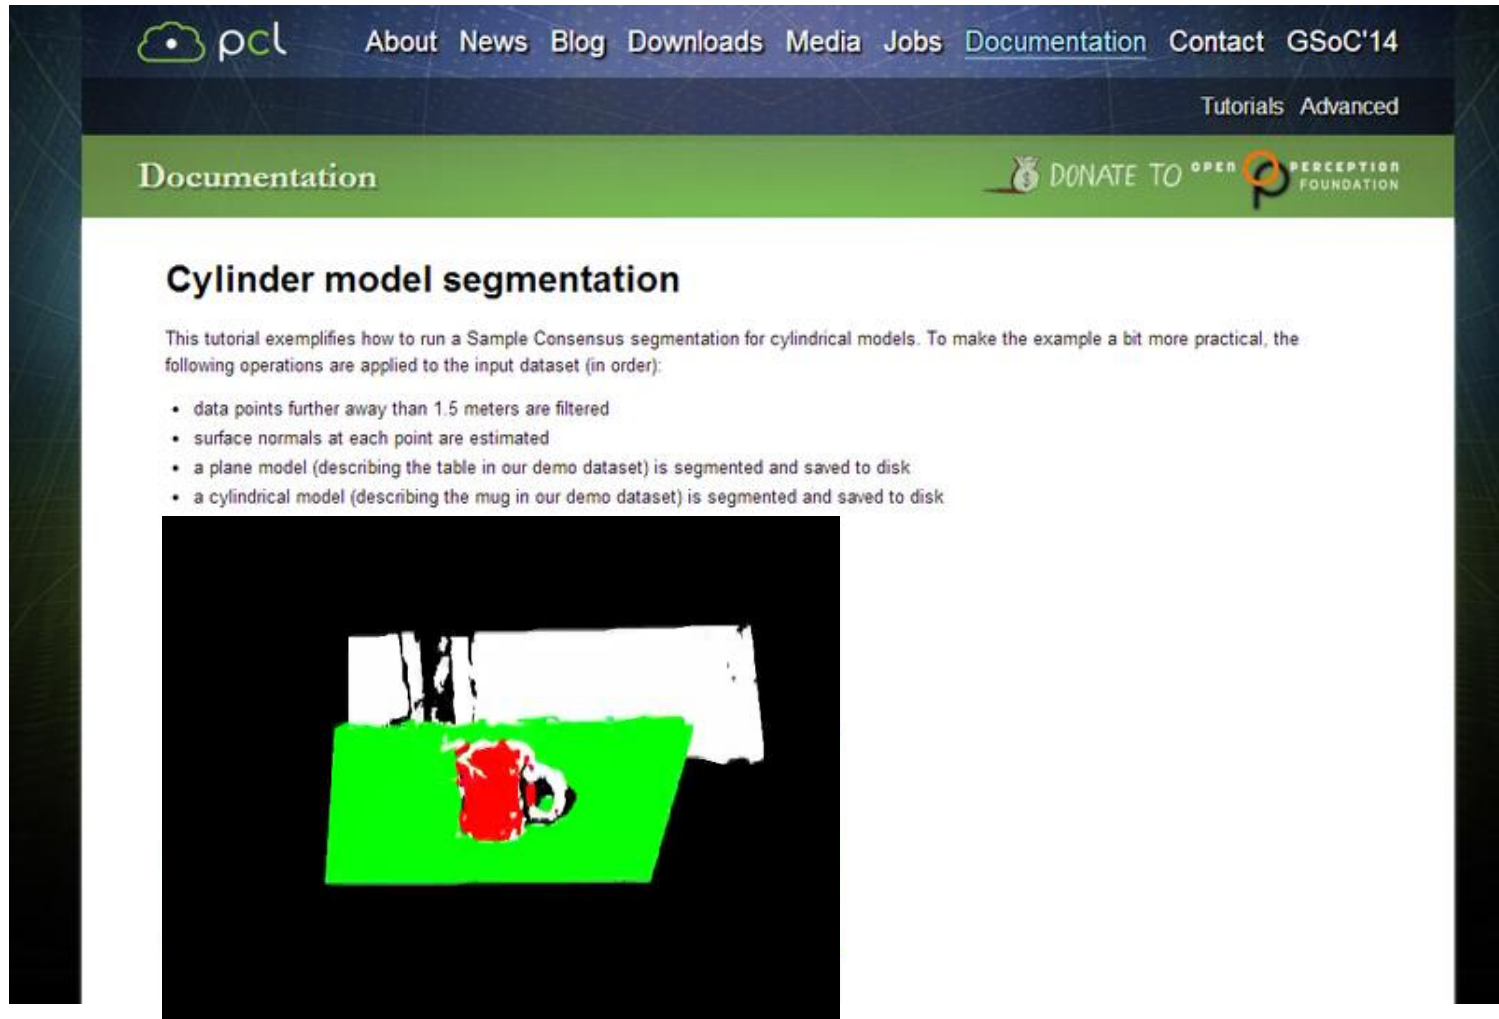 pcl About News Blog Downloads Media Jobs Documentation Contact GSoC'14
Tutorials Advanced
Documentation
DONATE TO OPEN PERCEPTION
FOUNDATION
Cylinder model segmentation
This tutorial exemplifies how to run a Sample Consensus segmentation for cylindrical models. To make the example a bit more practical, the
following operations are applied to the input dataset (in order):
• data points further away than 1.5 meters are filtered
• surface normals at each point are estimated
• a plane model (describing the table in our demo dataset) is segmented and saved to disk
• a cylindrical model (describing the mug in our demo dataset) is segmented and saved to disk